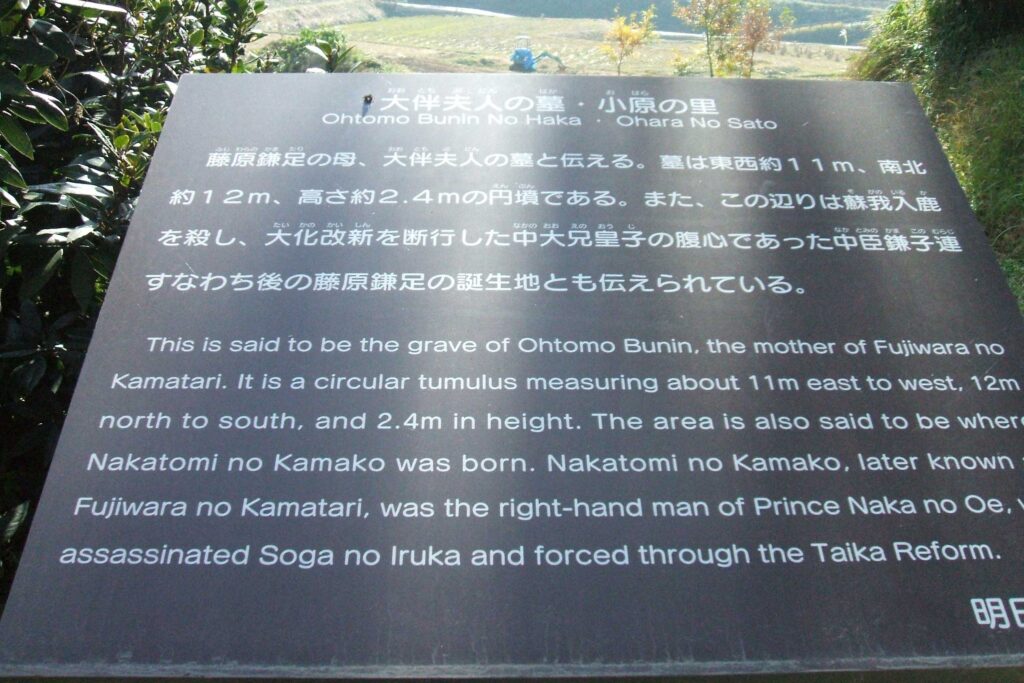 大伴夫人の墓・小原の里
Ohtomo Bunin No Haka ・ Ohara No Sato
藤原鎌足の母、大伴夫人の墓と伝える。墓は東西約11m、南北
約12m、高さ約2.4mの円墳である。また、この辺りは蘇我入鹿
を殺し、大化改新を断行した中大兄皇子の腹心であった中臣鎌子連
すなわち後の藤原鎌足の誕生地とも伝えられている。
This is said to be the grave of Ohtomo Bunin, the mother of Fujiwara no
Kamatari. It is a circular tumulus measuring about 11m east to west, 12m
north to south, and 2.4m in height. The area is also said to be where
Nakatomi no Kamako was born. Nakatomi no Kamako, later known
Fujiwara no Kamatari, was the right-hand man of Prince Naka no Oe,
assassinated Soga no Iruka and forced through the Taika Reform.
明日